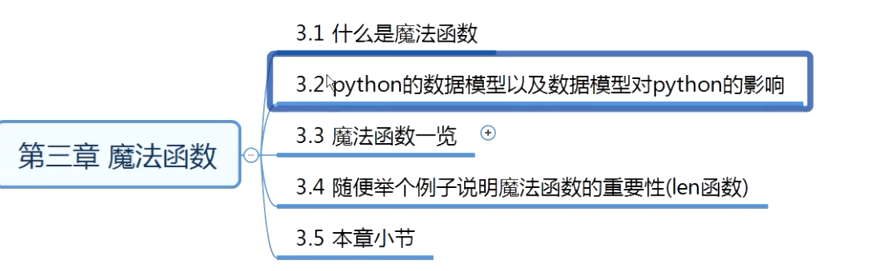 3.1 什么是魔法函数
3.2 python的数据模型以及数据模型对python的影响
第三章 魔法函数
3.3 魔法函数一览
3.4 随便举个例子说明魔法函数的重要性(len函数)
3.5 本章小节